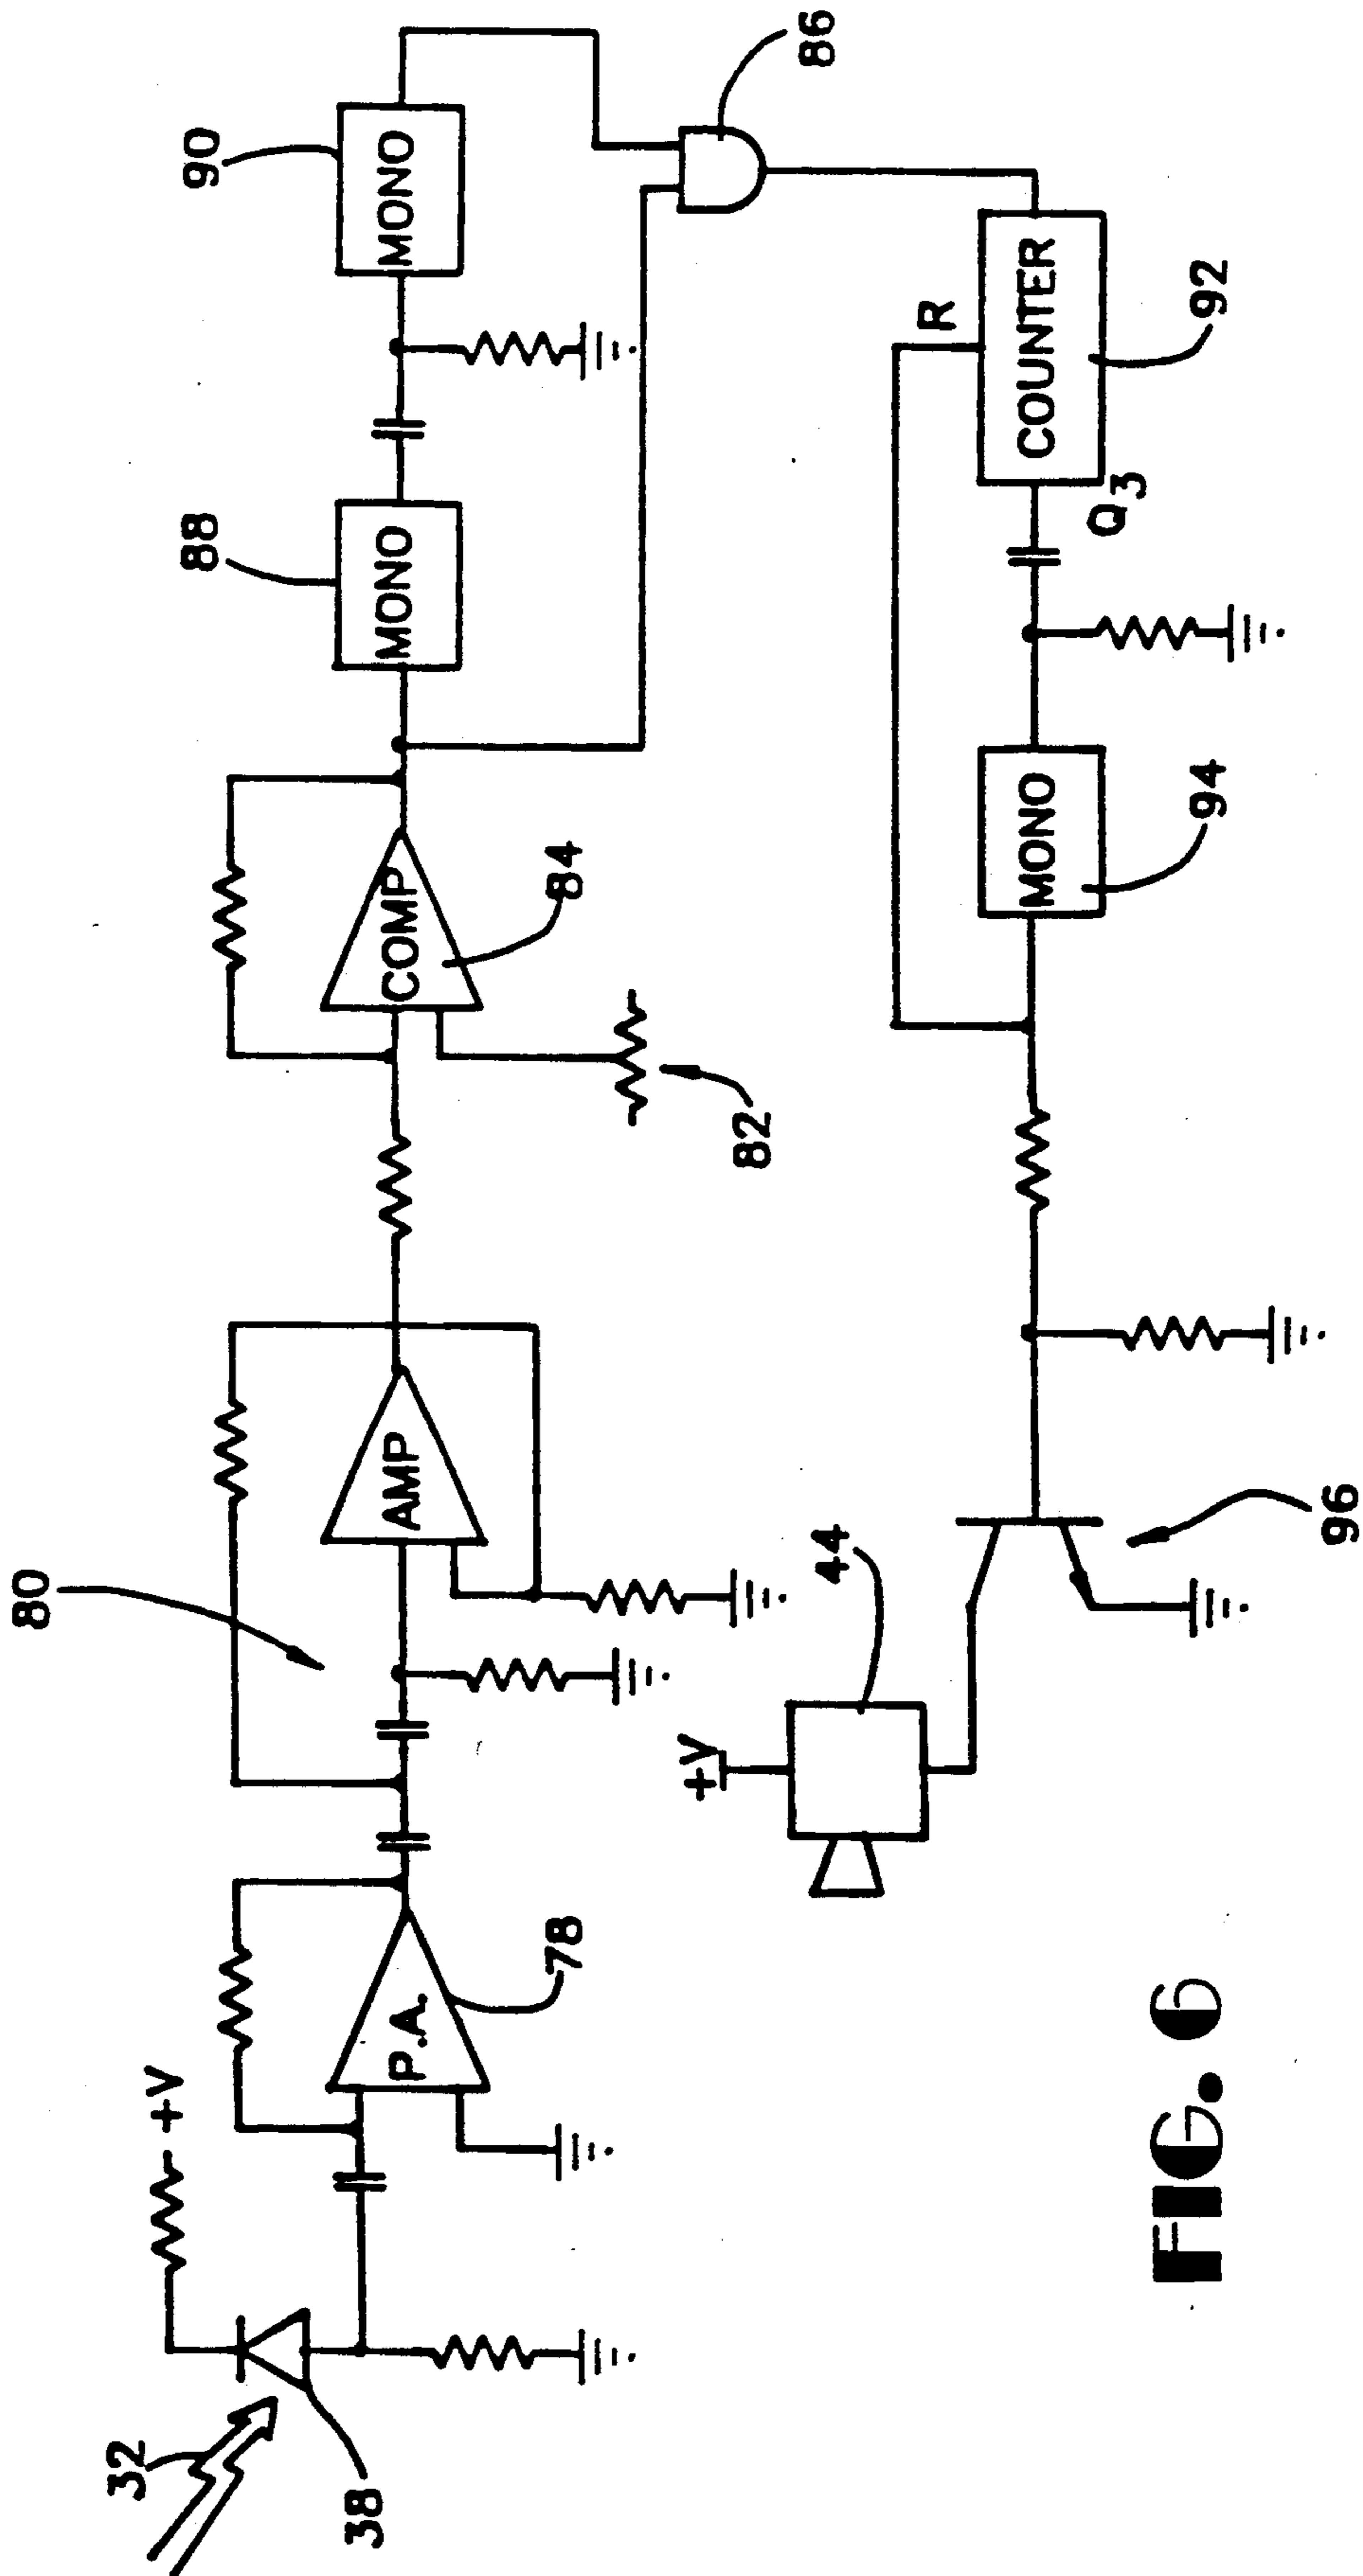 80
88
90
32
+V
P.A.
AMP
COMP
MONO
MONO
38
78
82
84
86
+V
44
R
MONO
Q3
COUNTER
96
94
92
FIG. 6